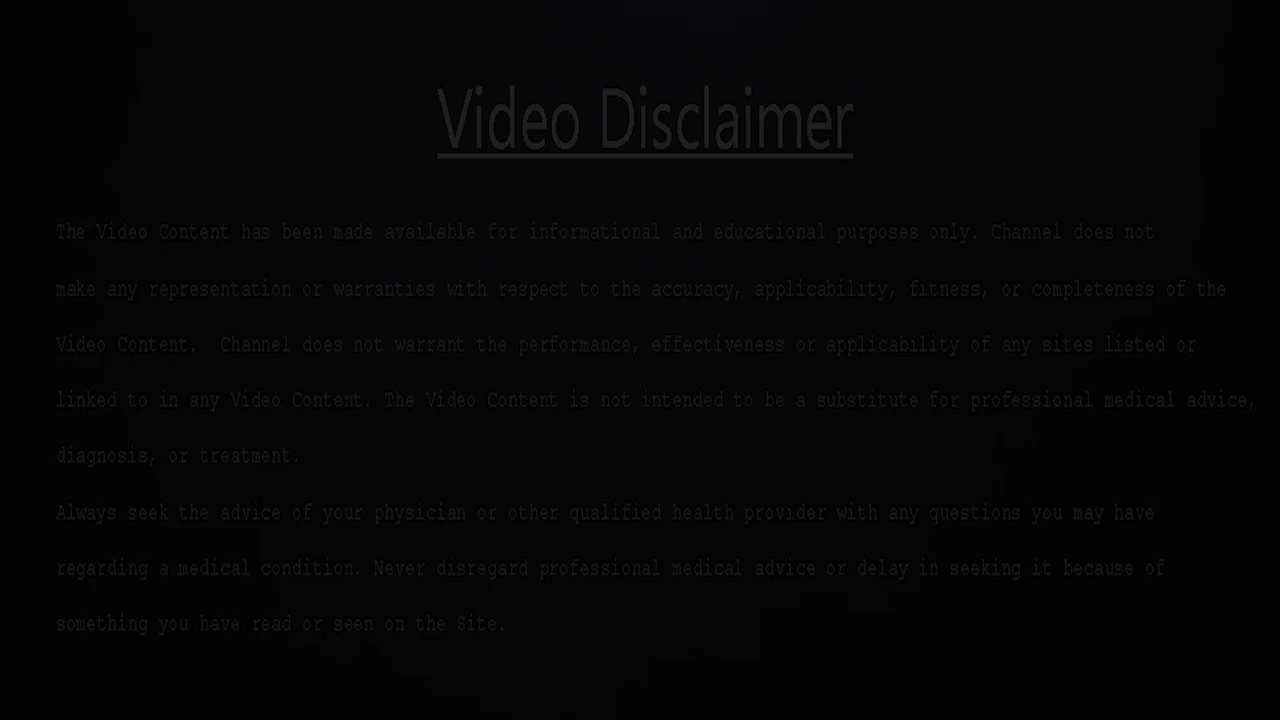 Video Disclaimer
The Video Content has been made available for informational and educational purposes only. Channel does not
make any representation or warranties with respect to the accuracy, applicability, fitness, or completeness of the
Video Content.  Channel does not warrant the performance, effectiveness or applicability of any sites listed or
linked to in any Video Content. The Video Content is not intended to be a substitute for professional medical advice,
diagnosis, or treatment.
Always seek the advice of your physician or other qualified health provider with any questions you may have
regarding a medical condition. Never disregard professional medical advice or delay in seeking it because of
something you have read or seen on the Site.